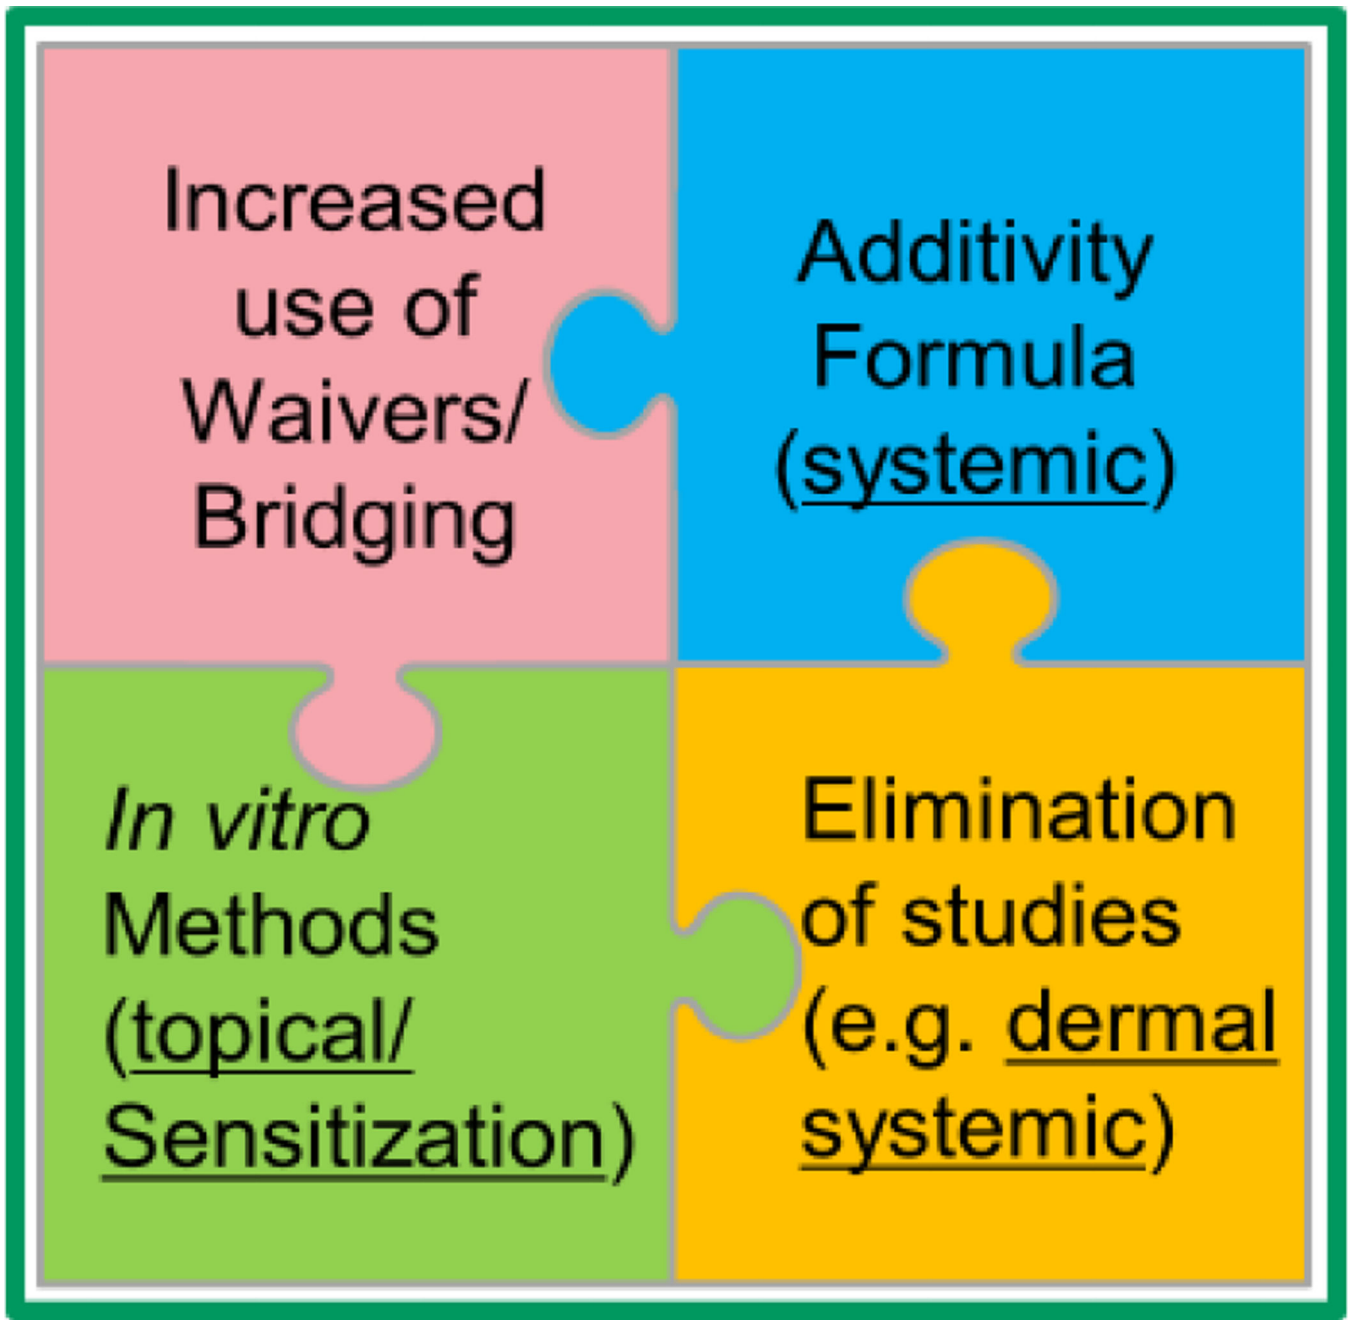 Increased
use of
Waivers/
Bridging
Additivity
Formula
(systemic)
In vitro
Methods
(topical/
Sensitization)
Elimination
of studies
(e.g. dermal
systemic)